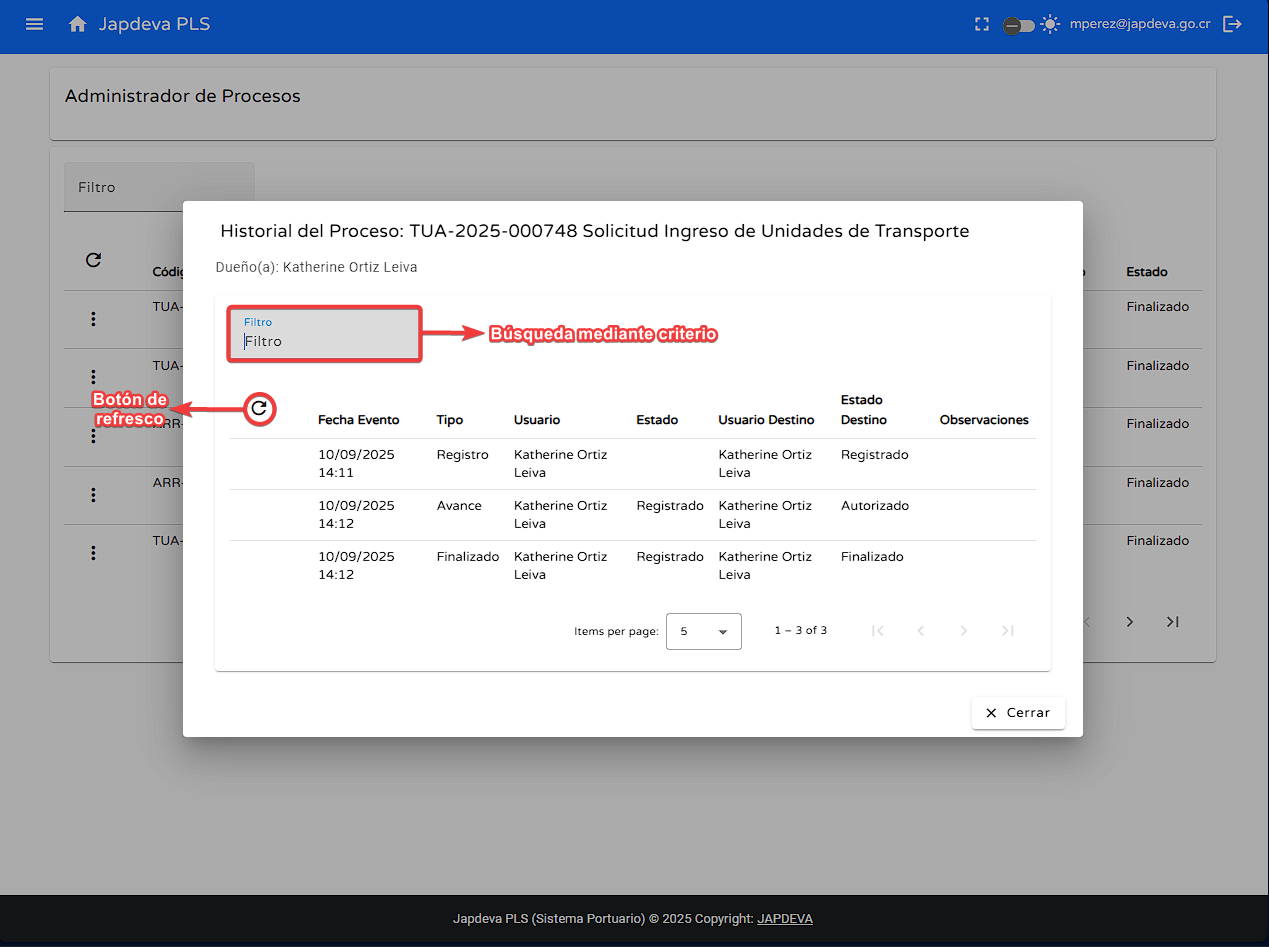 Japdeva PLS
mperez@japdeva.go.cr
Administrador de Procesos
Filtro
Historial del Proceso: TUA-2025-000748 Solicitud Ingreso de Unidades de Transporte
Dueño(a): Katherine Ortiz Leiva
Filtro
Filtro
Búsqueda mediante criterio
Botón de
refresco
Fecha Evento Tipo Usuario Estado Usuario Destino Estado Destino Observaciones
10/09/2025 14:11 Registro Katherine Ortiz Leiva Katherine Ortiz Leiva Registrado
10/09/2025 14:12 Avance Katherine Ortiz Leiva Registrado Katherine Ortiz Leiva Autorizado
10/09/2025 14:12 Finalizado Katherine Ortiz Leiva Registrado Katherine Ortiz Leiva Finalizado
Items per page: 5 1 – 3 of 3
Cerrar
Estado
TUA- Finalizado
TUA- Finalizado
ARR- Finalizado
ARR- Finalizado
TUA- Finalizado
Japdeva PLS (Sistema Portuario) © 2025 Copyright: JAPDEVA